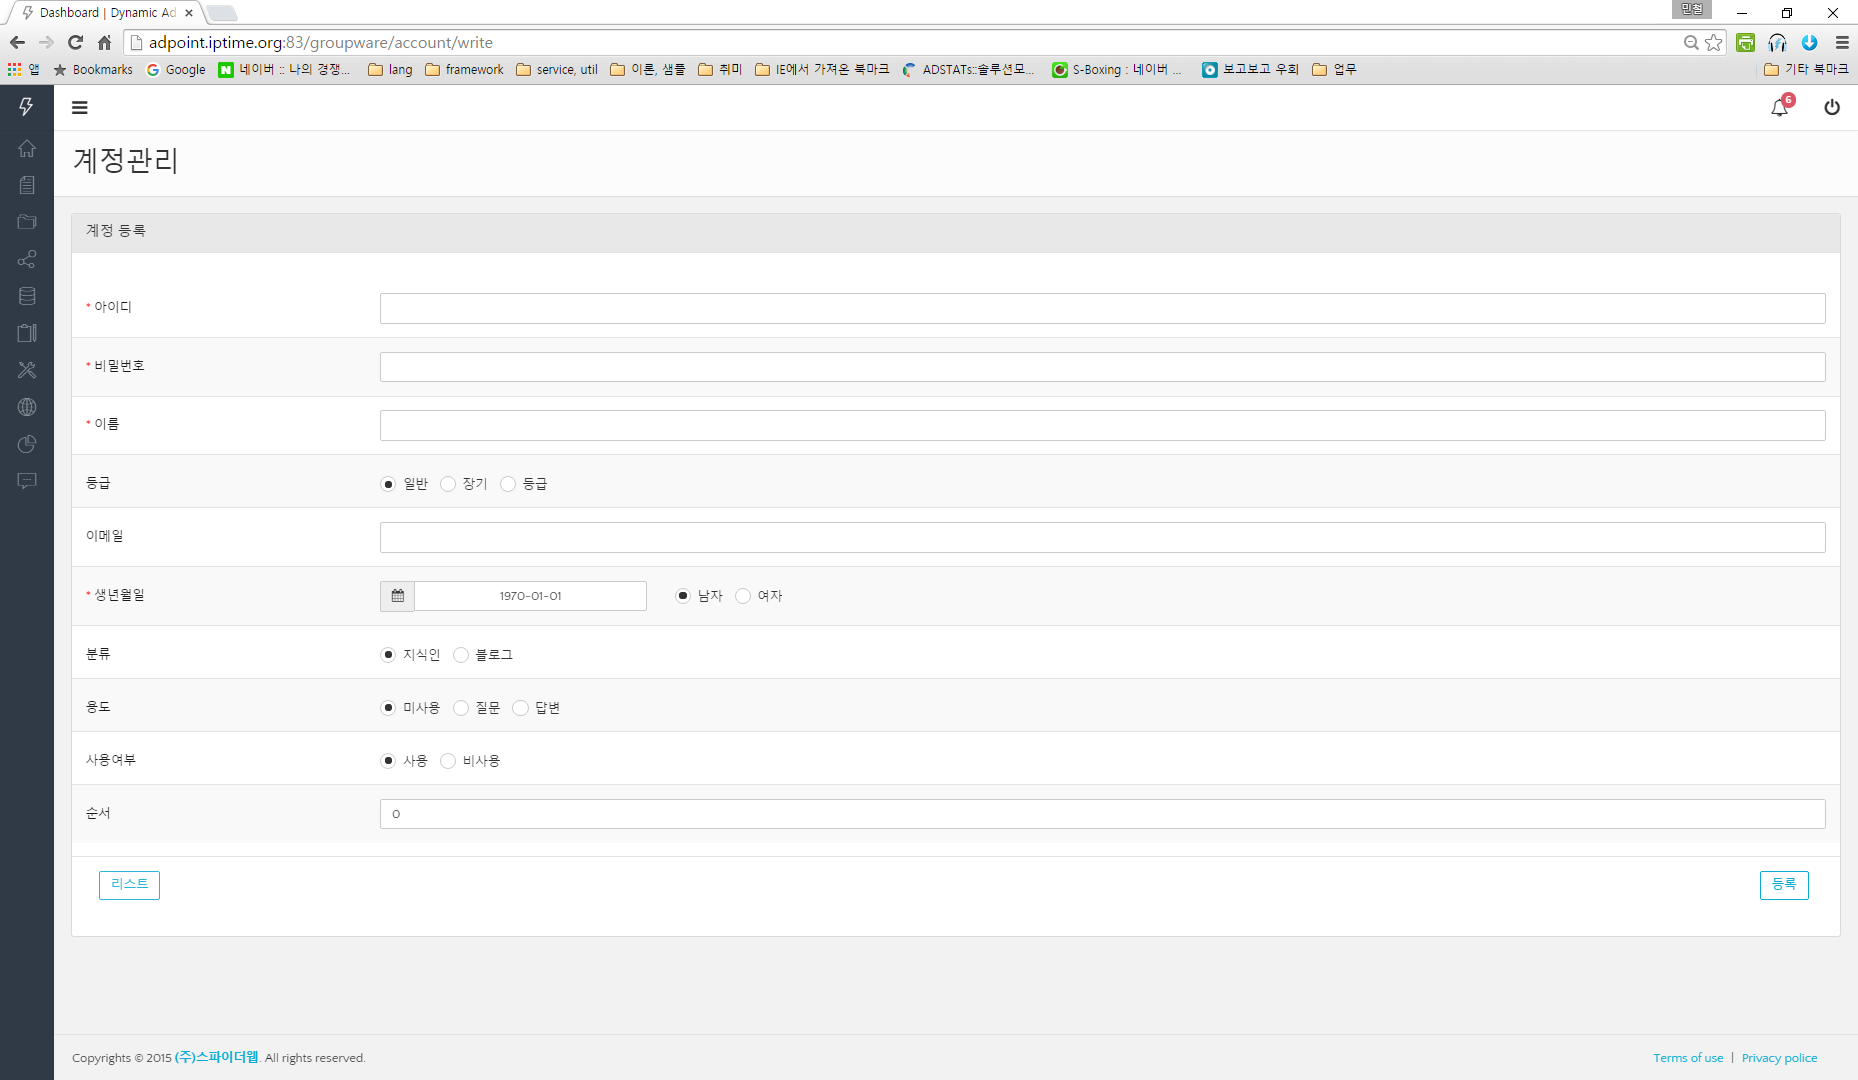 Dashboard | Dynamic Ad
민철
adpoint.iptime.org:83/groupware/account/write
앱 Bookmarks Google 네이버 :: 나의 경쟁... lang framework service, util 이론, 샘플 취미 IE에서 가져온 북마크 ADSTATs::솔루션모... S-Boxing : 네이버 ... 보고보고 우회 업무 기타 북마크
6
계정관리
계정 등록
* 아이디
* 비밀번호
* 이름
등급 일반 장기 등급
이메일
* 생년월일 1970-01-01 남자 여자
분류 지식인 블로그
용도 미사용 질문 답변
사용여부 사용 비사용
순서 0
리스트 등록
Copyrights © 2015 (주)스파이더웹. All rights reserved. Terms of use | Privacy police